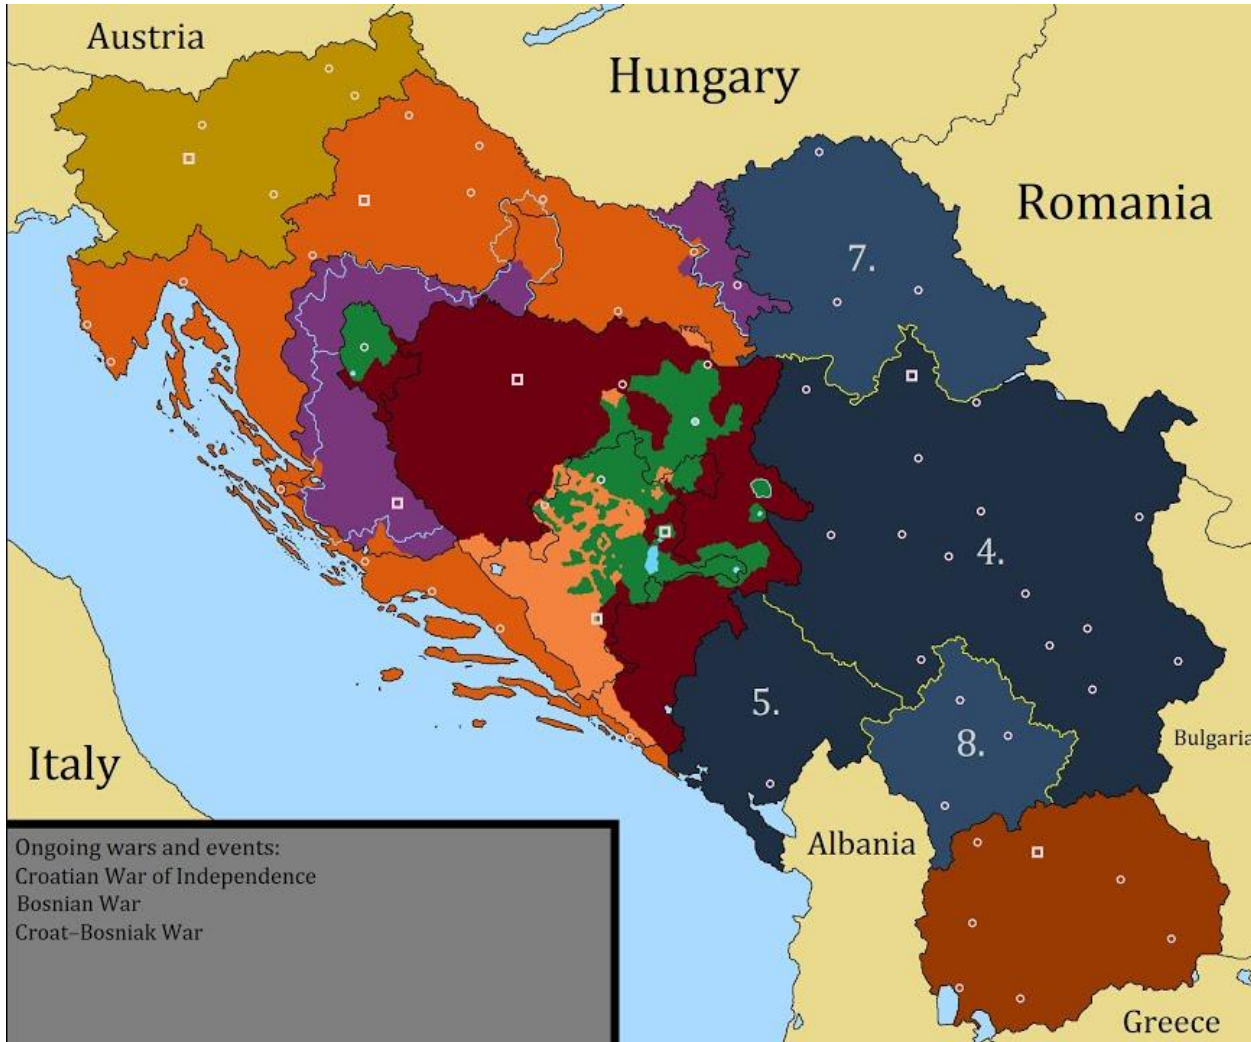 Austria
Hungary
Romania
7.
4.
5.
8.
Bulgaria
Italy
Albania
Greece
Ongoing wars and events:
Croatian War of Independence
Bosnian War
Croat–Bosniak War